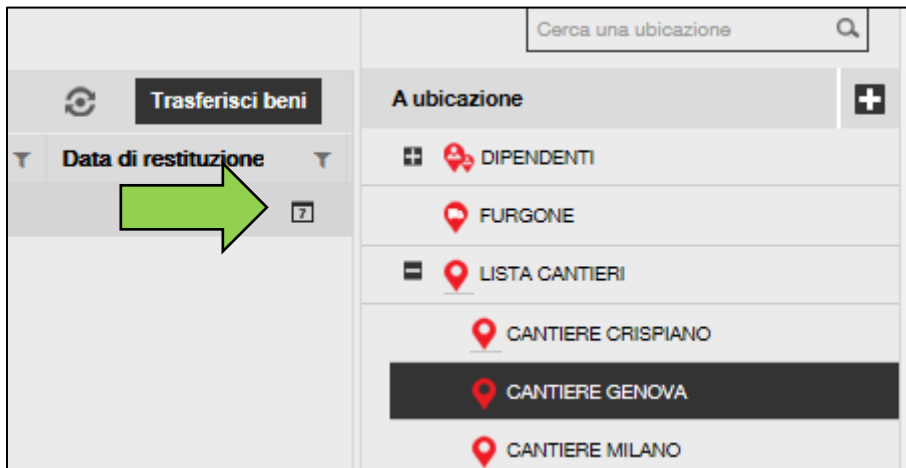 Cerca una ubicazione
Trasferisci beni
A ubicazione
Data di restituzione
DIPENDENTI
7
FURGONE
LISTA CANTIERI
CANTIERE CRISPIANO
CANTIERE GENOVA
CANTIERE MILANO